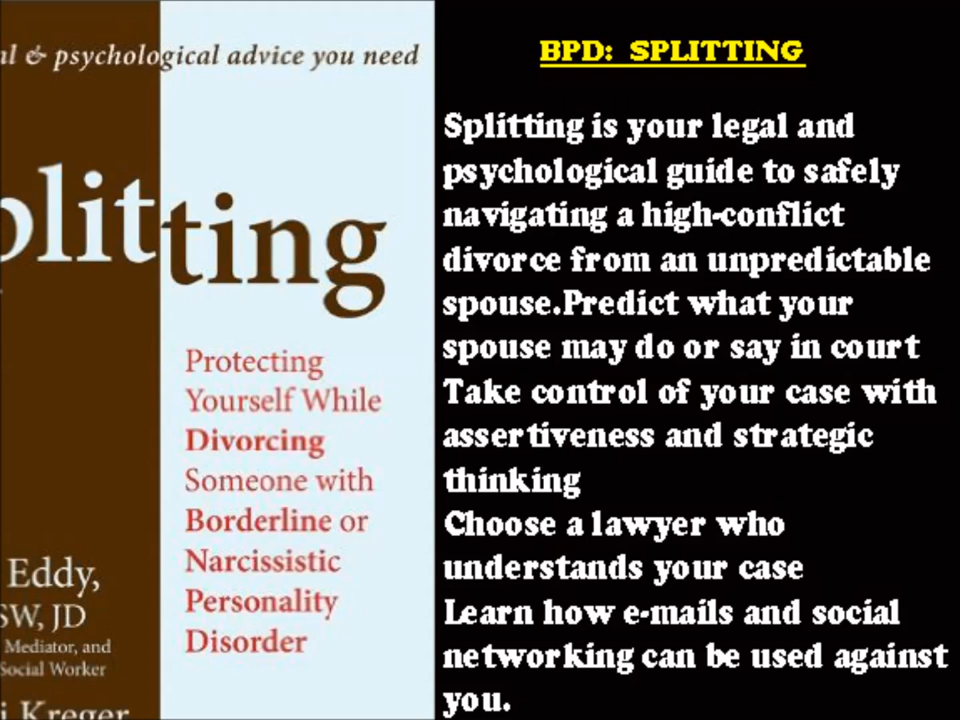 al & psychological advice you need
plitting
Protecting
Yourself While
Divorcing
Someone with
Borderline or
Narcissistic
Personality
Disorder
Eddy,
SW, JD
Mediator, and
Social Worker
i Kreger
BPD: SPLITTING
Splitting is your legal and
psychological guide to safely
navigating a high-conflict
divorce from an unpredictable
spouse.Predict what your
spouse may do or say in court
Take control of your case with
assertiveness and strategic
thinking
Choose a lawyer who
understands your case
Learn how e-mails and social
networking can be used against
you.